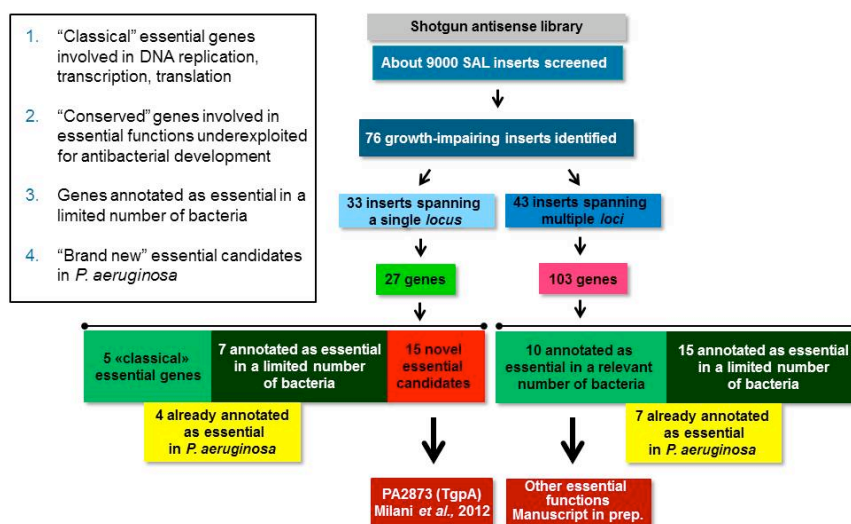 1. “Classical” essential genes
involved in DNA replication,
transcription, translation
2. “Conserved” genes involved in
essential functions underexploited
for antibacterial development
3. Genes annotated as essential in a
limited number of bacteria
4. “Brand new” essential candidates
in P. aeruginosa
Shotgun antisense library
About 9000 SAL inserts screened
76 growth-impairing inserts identified
33 inserts spanning
a single locus
43 inserts spanning
multiple loci
27 genes
103 genes
5 «classical»
essential genes
7 annotated as essential
in a limited number
of bacteria
15 novel
essential
candidates
10 annotated as
essential in a relevant
number of bacteria
15 annotated as essential
in a limited number of
bacteria
4 already annotated
as essential
in P. aeruginosa
7 already annotated
as essential
in P. aeruginosa
PA2873 (TgpA)
Milani et al., 2012
Other essential
functions
Manuscript in prep.